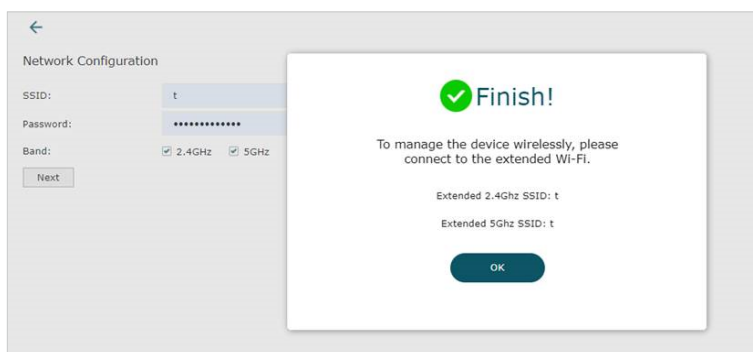 Network Configuration
SSID:
t
Password:
•••••••••••••
Band:
2.4GHz
5GHz
Next
Finish!
To manage the device wirelessly, please
connect to the extended Wi-Fi.
Extended 2.4Ghz SSID: t
Extended 5Ghz SSID: t
OK